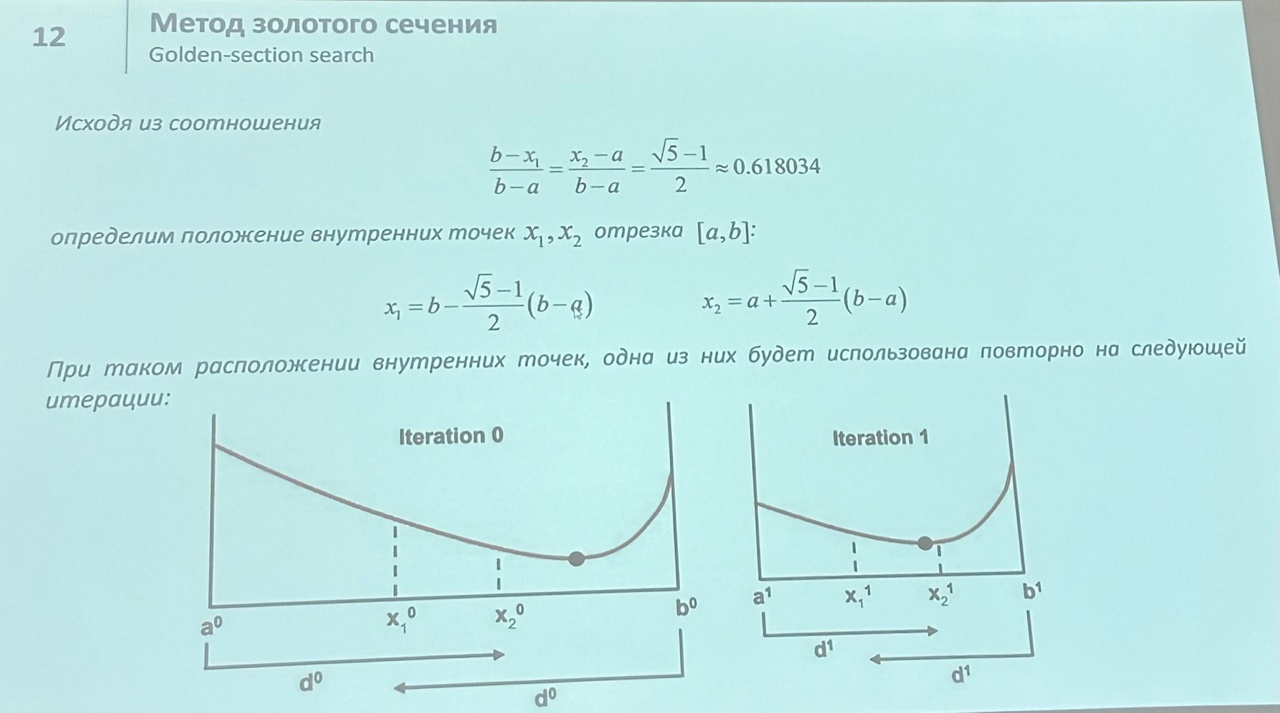 12
Метод золотого сечения
Golden-section search
Исходя из соотношения
(b−x₁)/(b−a) = (x₂−a)/(b−a) = (√5−1)/2 ≈ 0.618034
определим положение внутренних точек x₁, x₂ отрезка [a,b]:
x₁ = b − (√5−1)/2 (b−a)    x₂ = a + (√5−1)/2 (b−a)
При таком расположении внутренних точек, одна из них будет использована повторно на следующей
итерации:
Iteration 0
a⁰ x₁⁰ x₂⁰ b⁰
d⁰
d⁰
Iteration 1
a¹ x₁¹ x₂¹ b¹
d¹
d¹